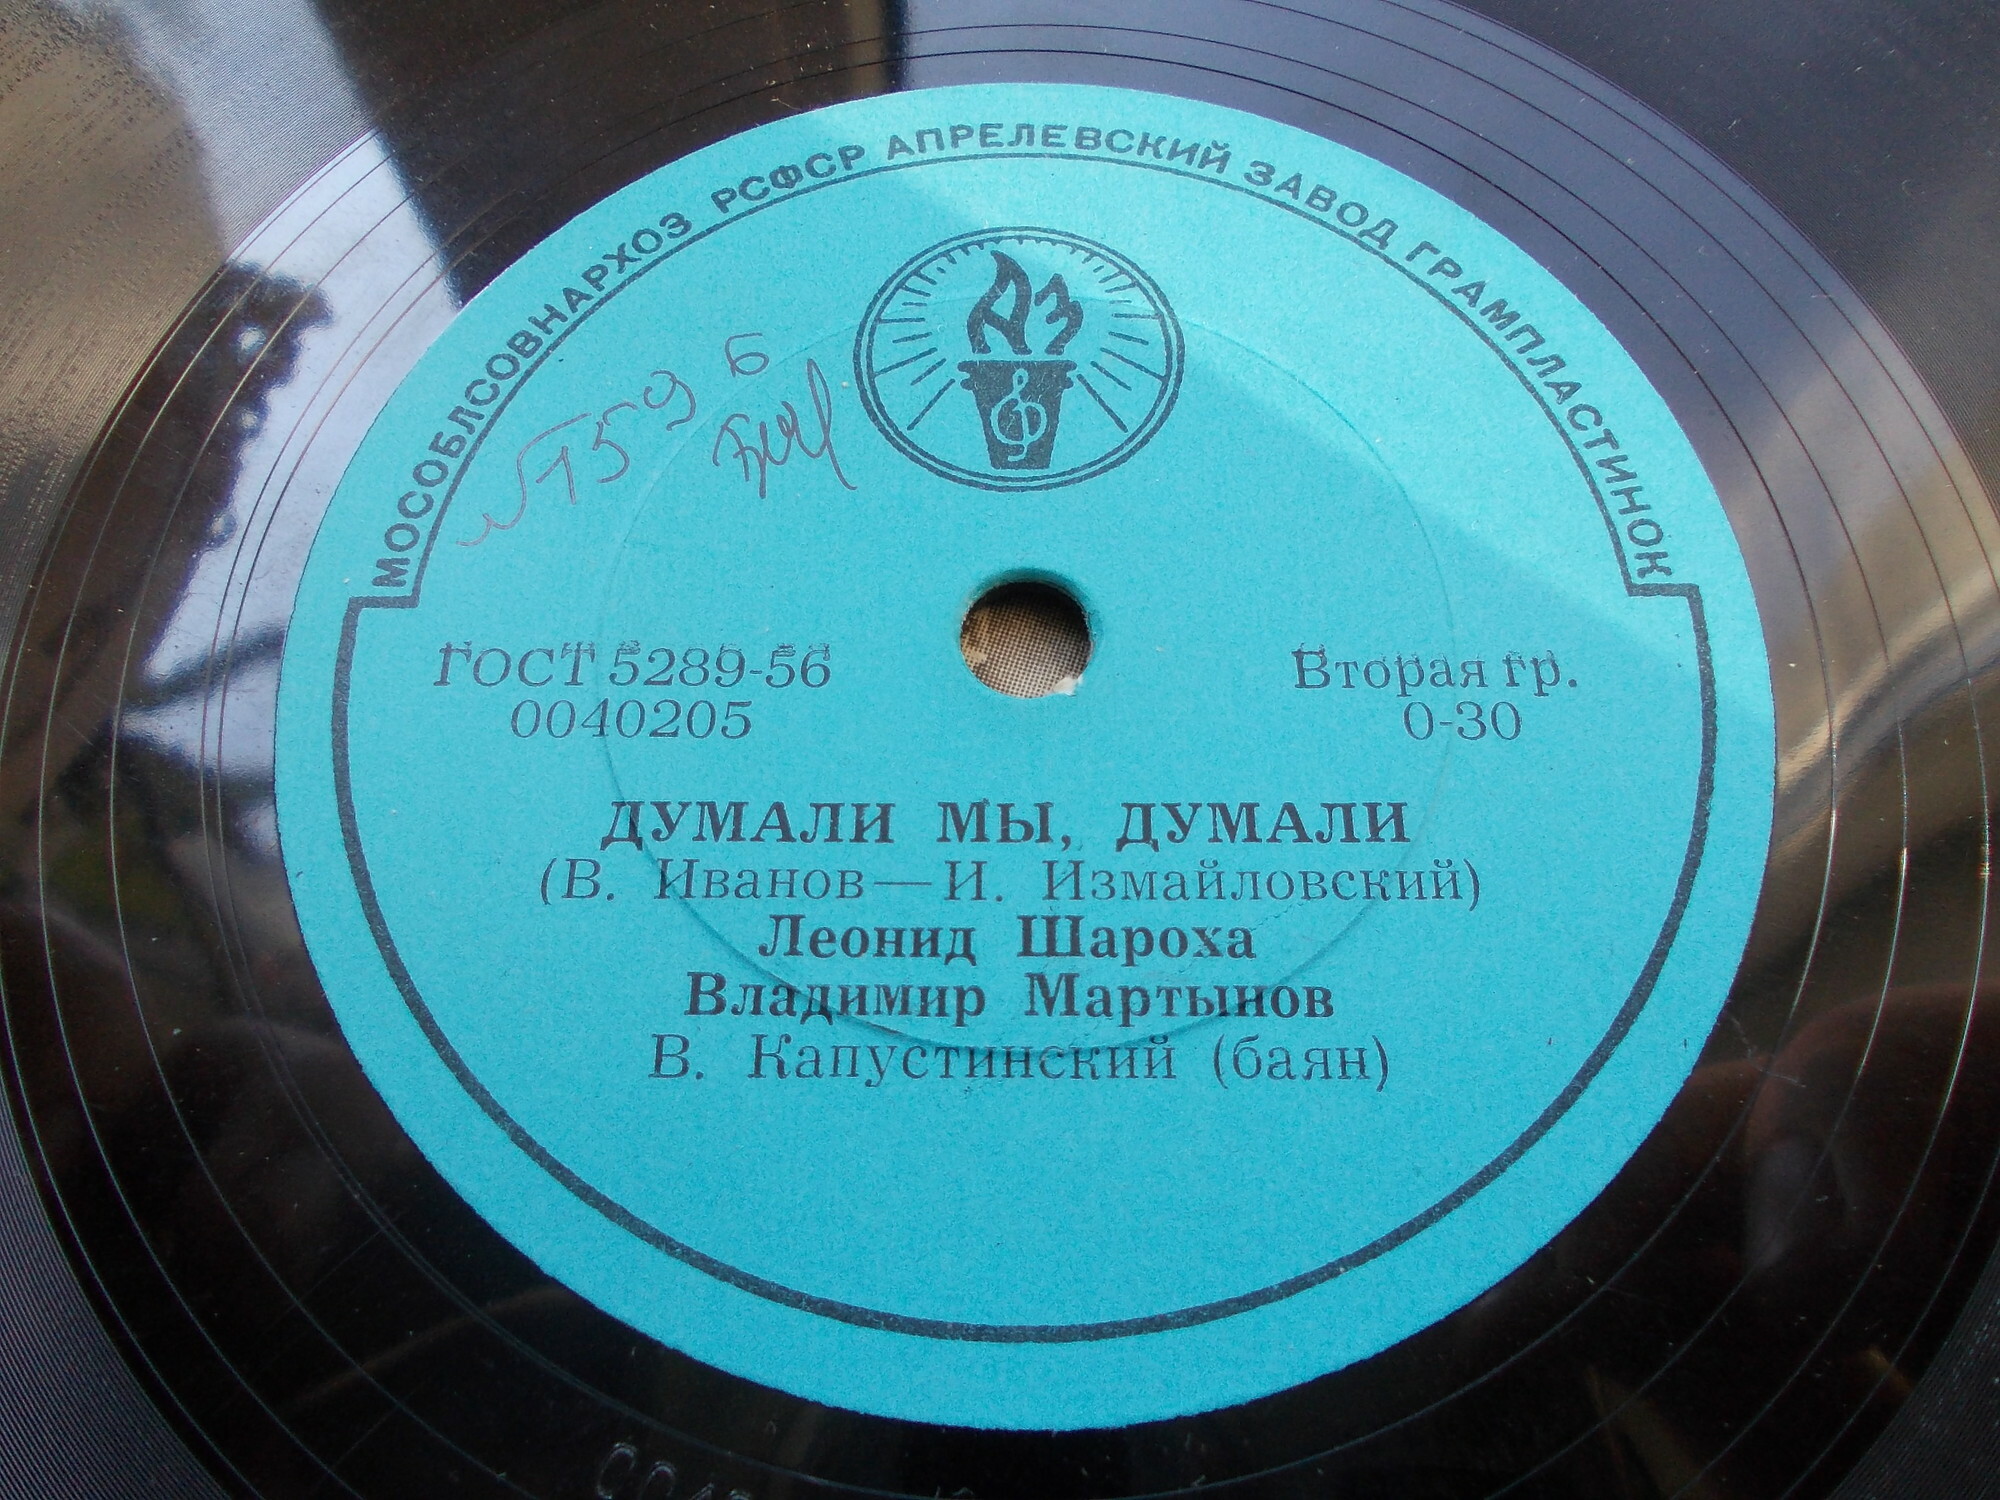 МОСОБЛСОВНАРХОЗ РСФСР АПРЕЛЕВСКИЙ ЗАВОД ГРАМПЛАСТИНОК
АЗ
ГОСТ 5289-56
0040205
Вторая гр.
0-30
ДУМАЛИ МЫ, ДУМАЛИ
(В. Иванов — И. Измайловский)
Леонид Шароха
Владимир Мартынов
В. Капустинский (баян)